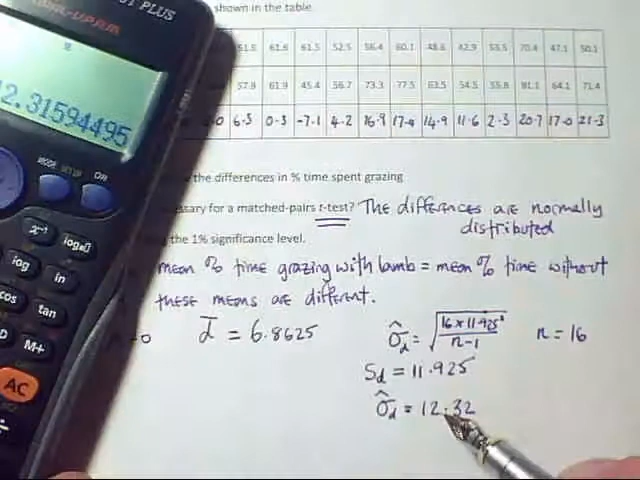 shown in the table
51.5 61.6 61.5 52.5 56.4 60.1 42.9 53.5 70.4 47.1 50.1
57.8 61.9 45.4 56.7 73.3 77.5 63.5 54.5 55.8 91.1 64.1 71.4
6.3 0.3 -7.1 4.2 16.9 17.4 14.9 11.6 2.3 20.7 17.0 21.3
12.31594495
the differences in % time spent grazing
essary for a matched-pairs t-test? The differences are normally
distributed
the 1% significance level.
mean % time grazing with lamb = mean % time without
these means are different.
d̄ = 6.8625
σ̂d = √(16 x 11.925² / n-1)
n = 16
Sd = 11.925
σ̂d = 12.32
MODE SETUP ON
x⁻¹ log
log ln
cos tan
M+
AC